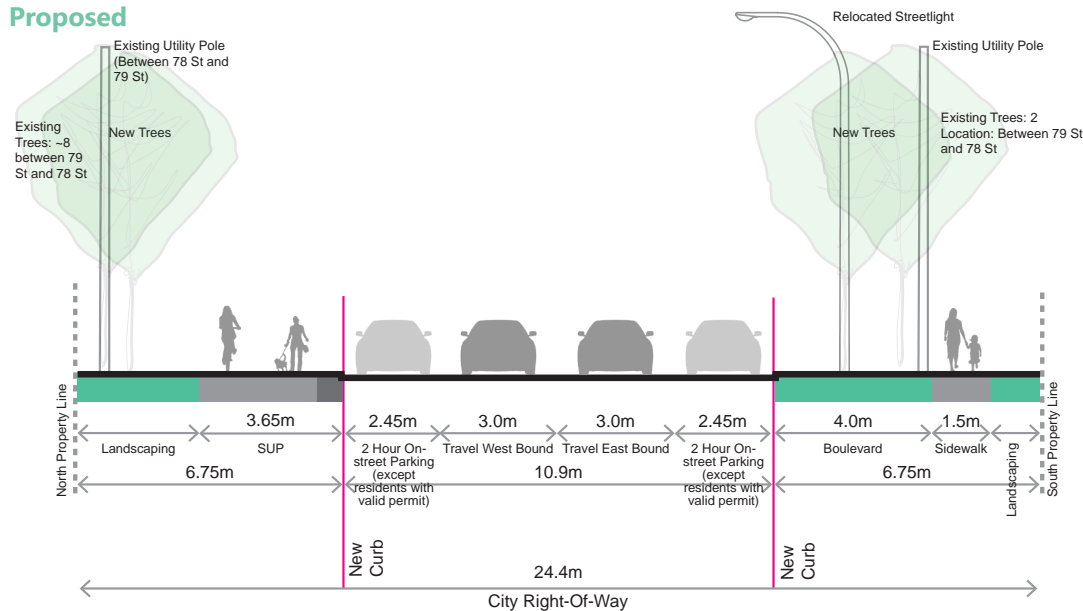 Proposed
Existing Utility Pole
(Between 78 St and
79 St)
Existing
Trees: ~8
between 79
St and 78 St
New Trees
Relocated Streetlight
Existing Utility Pole
New Trees
Existing Trees: 2
Location: Between 79 St
and 78 St
North Property Line
South Property Line
3.65m
2.45m
3.0m
3.0m
2.45m
4.0m
1.5m
Landscaping
SUP
2 Hour On-
street Parking
(except
residents with
valid permit)
Travel West Bound
Travel East Bound
2 Hour On-
street Parking
(except
residents with
valid permit)
Boulevard
Sidewalk
Landscaping
6.75m
10.9m
6.75m
New
Curb
New
Curb
24.4m
City Right-Of-Way